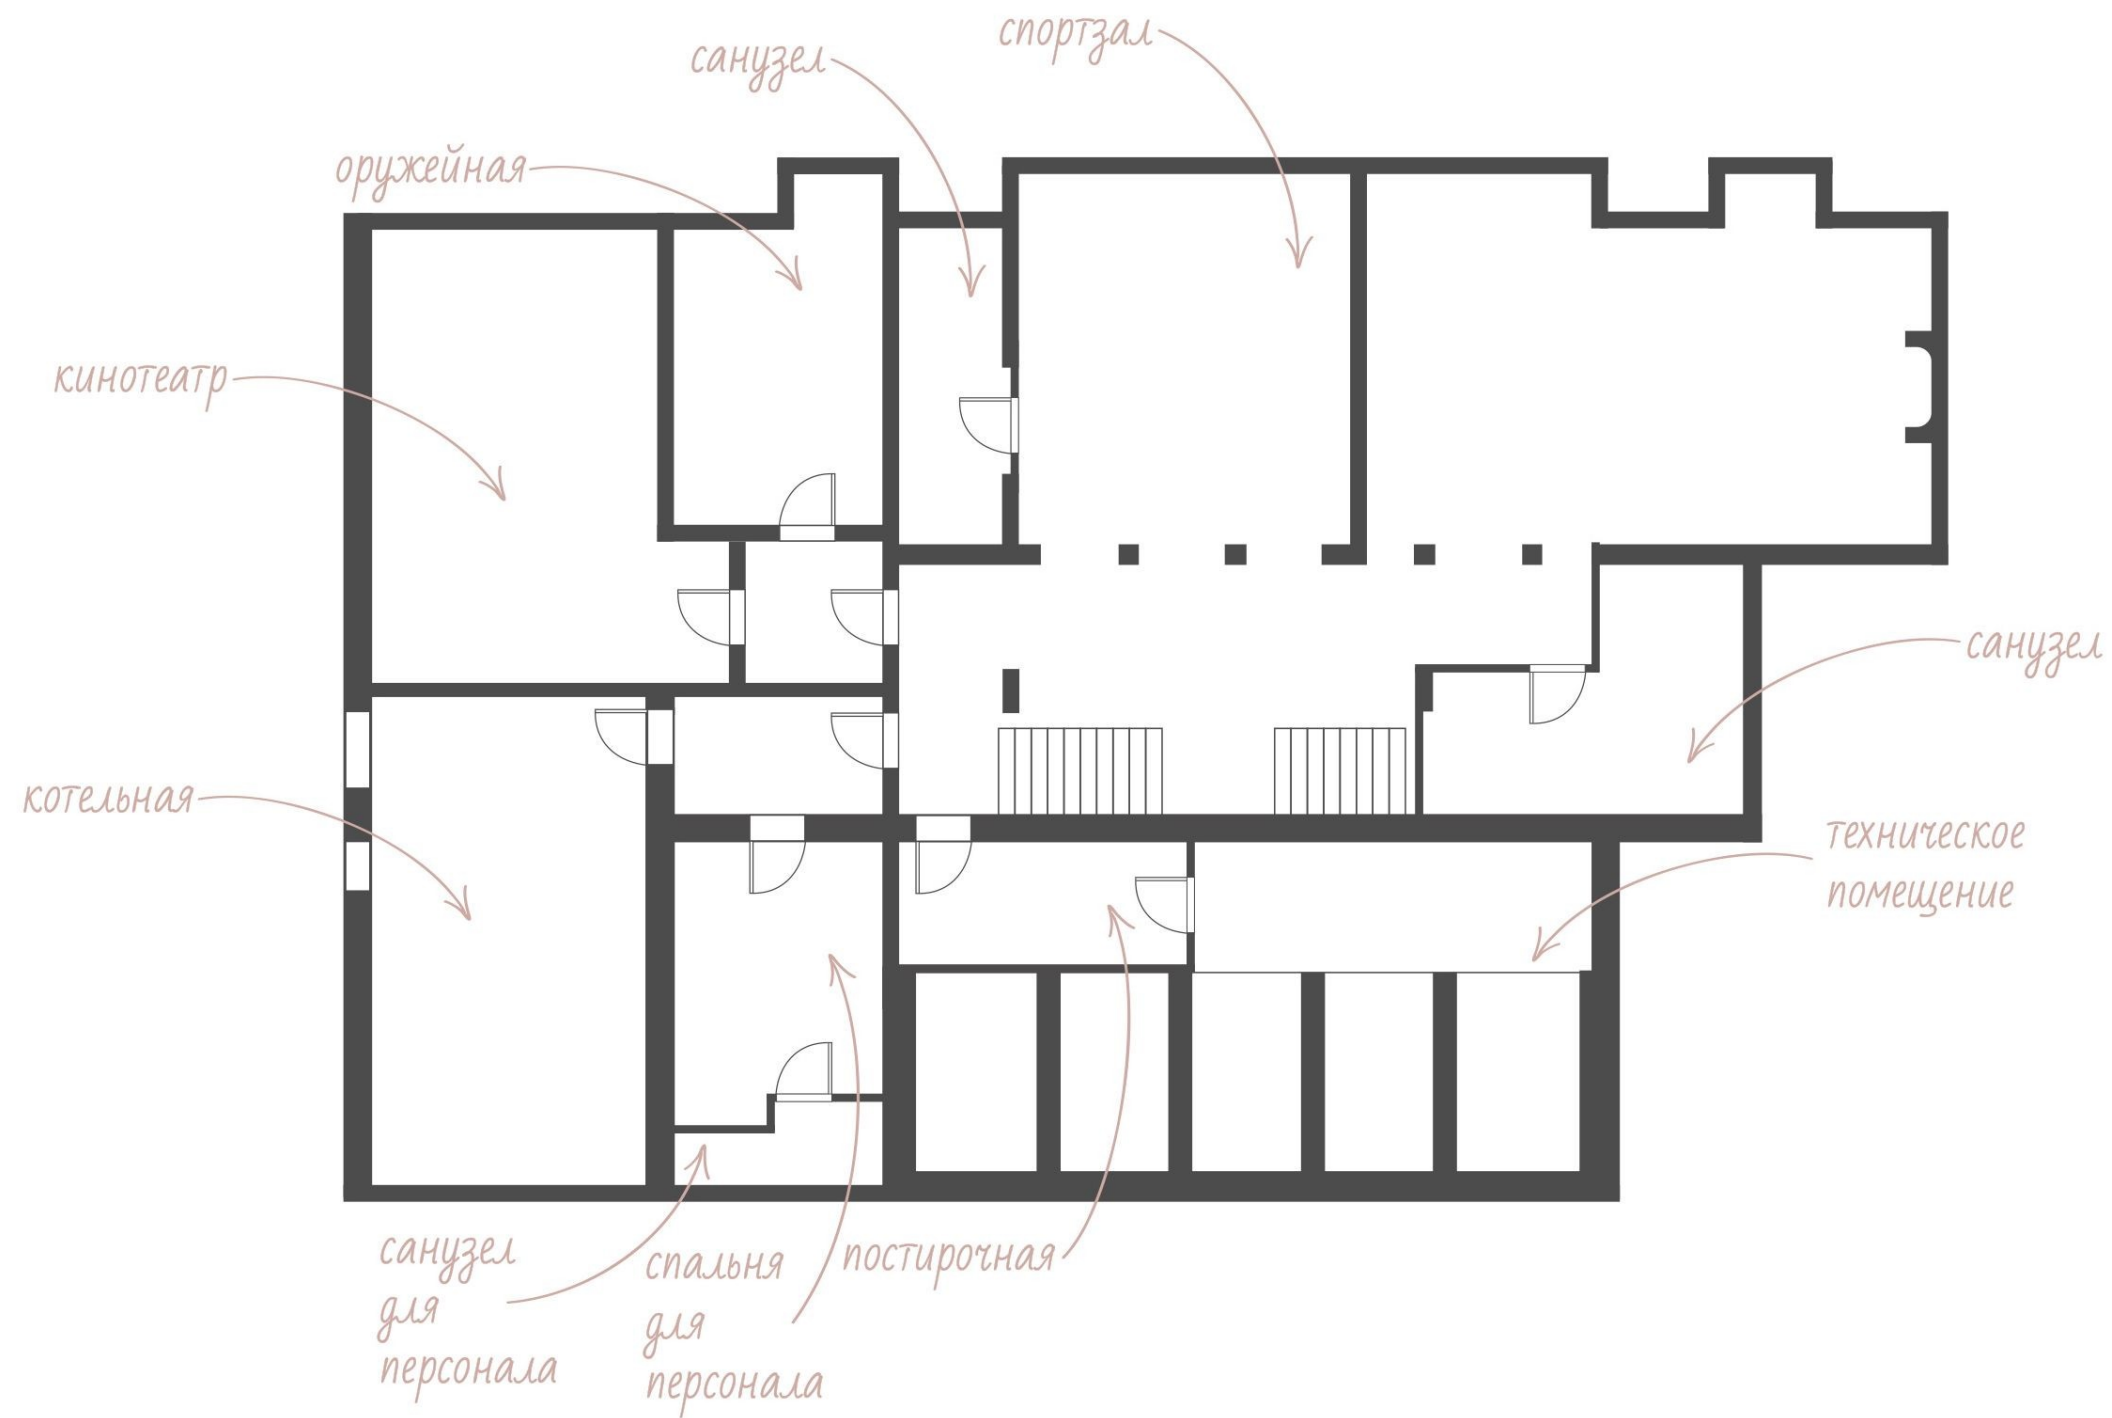 спортзал
санузел
оружейная
кинотеатр
санузел
котельная
техническое
помещение
санузел
для
персонала
спальня
для
персонала
постирочная